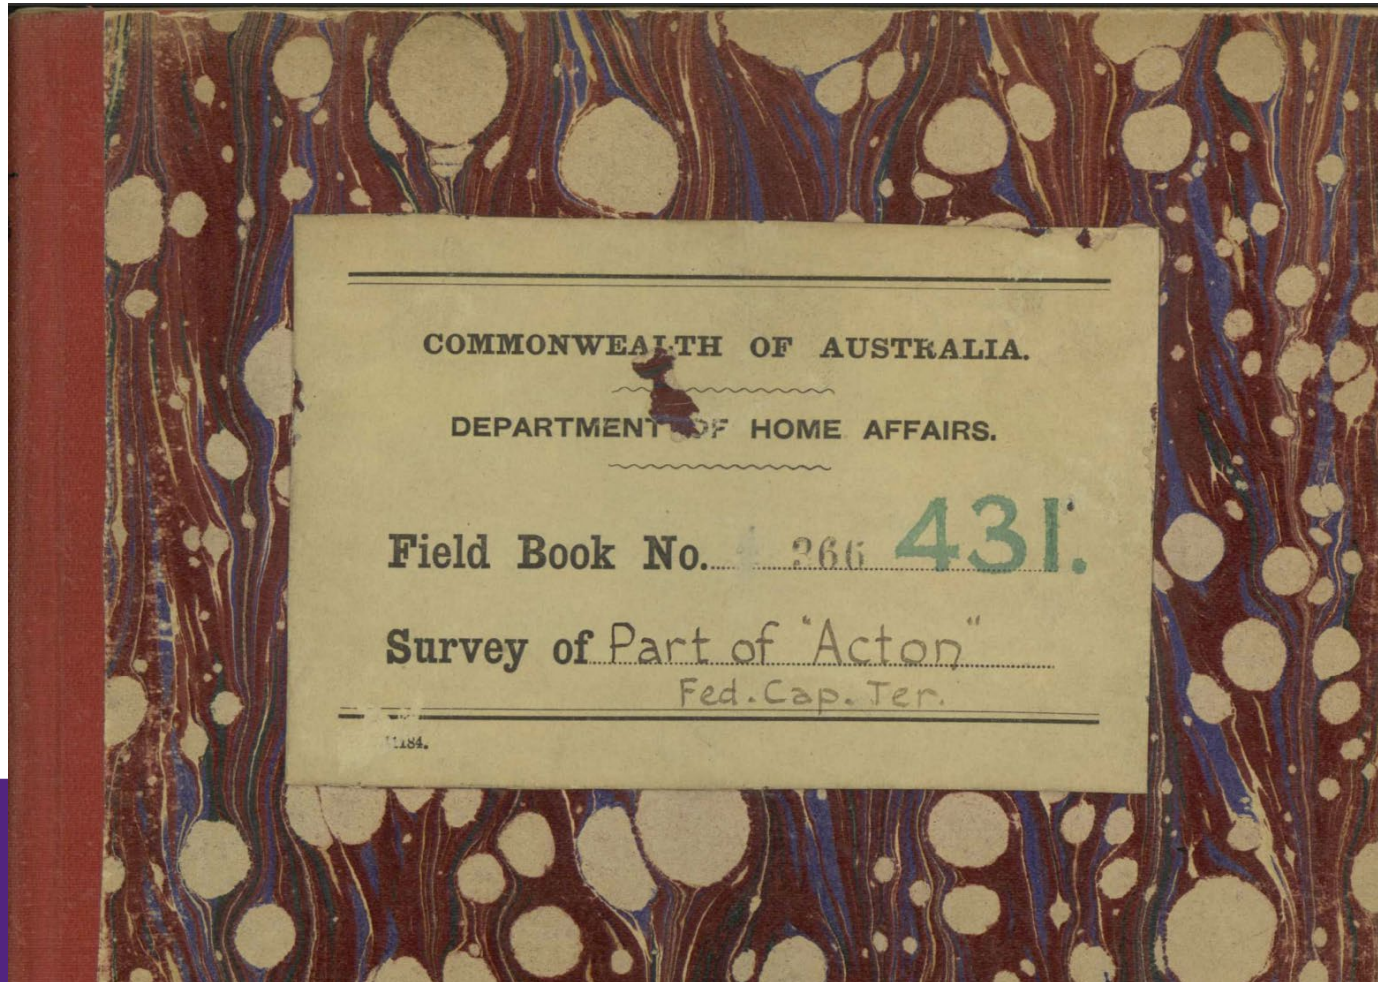 COMMONWEALTH OF AUSTRALIA.
DEPARTMENT OF HOME AFFAIRS.
Field Book No. 366 431.
Survey of Part of "Acton"
Fed. Cap. Ter.